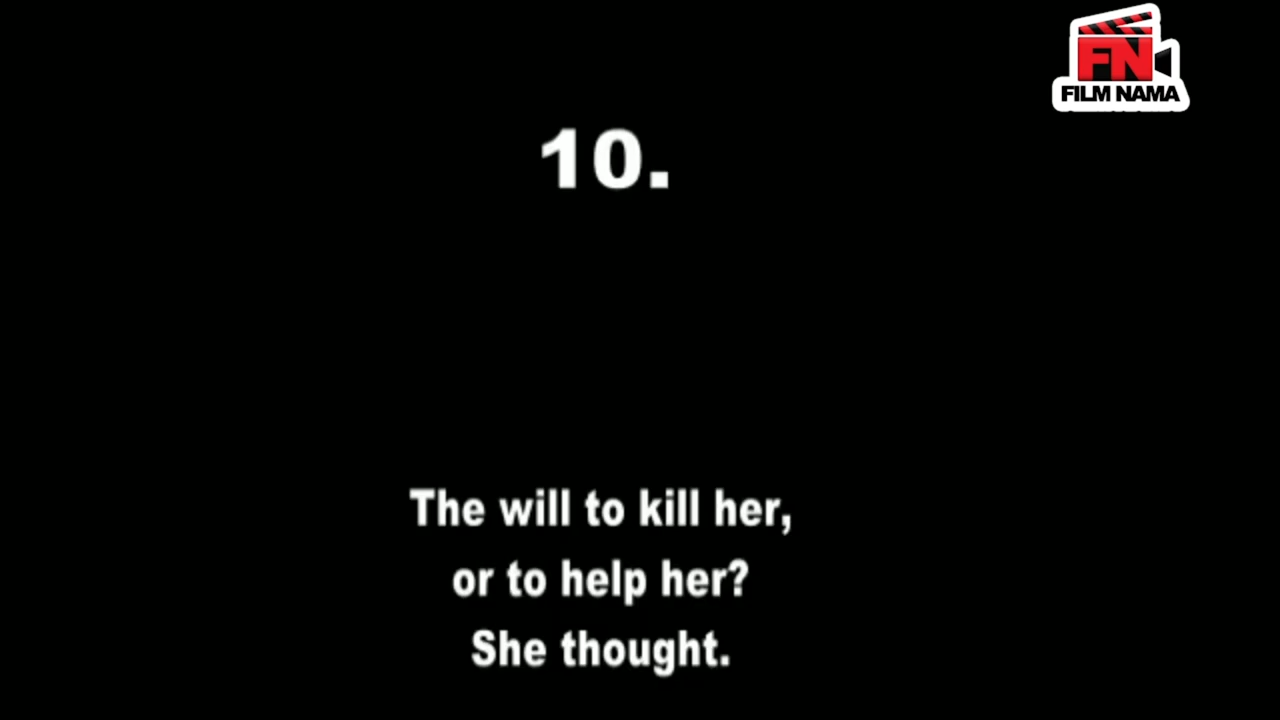 FN
FILM NAMA
10.
The will to kill her,
or to help her?
She thought.